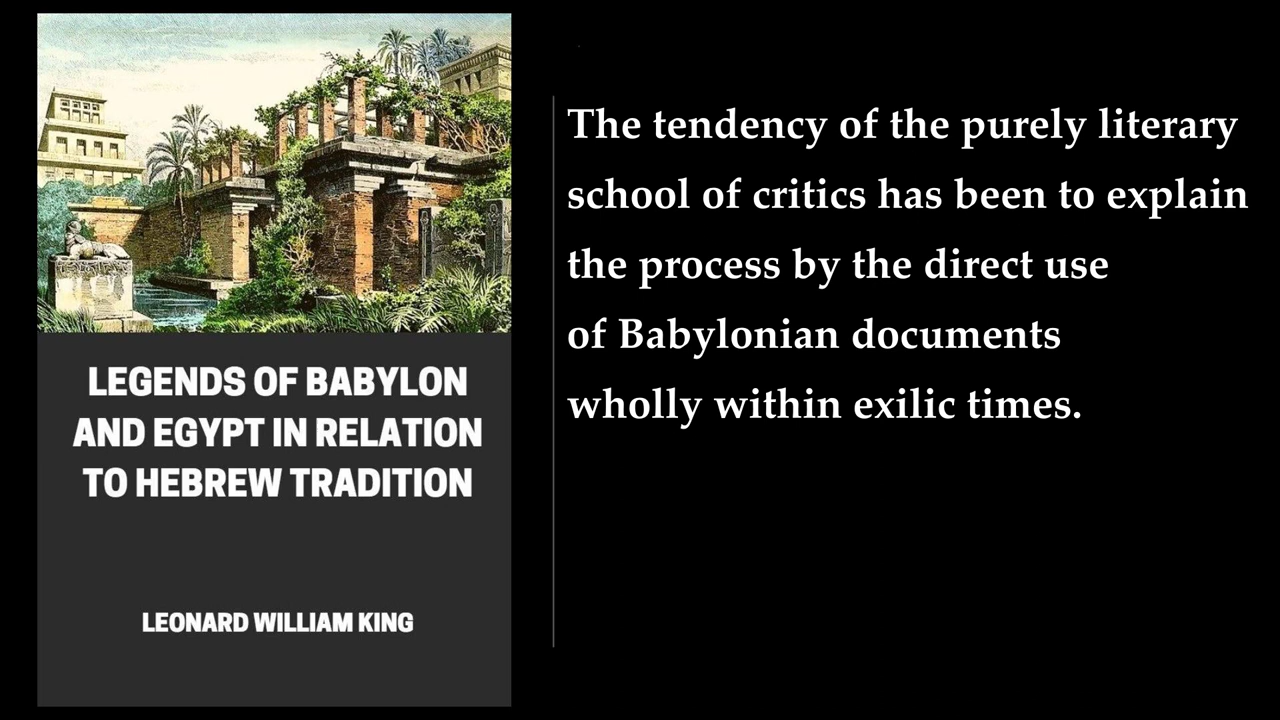 LEGENDS OF BABYLON
AND EGYPT IN RELATION
TO HEBREW TRADITION
LEONARD WILLIAM KING
The tendency of the purely literary
school of critics has been to explain
the process by the direct use
of Babylonian documents
wholly within exilic times.